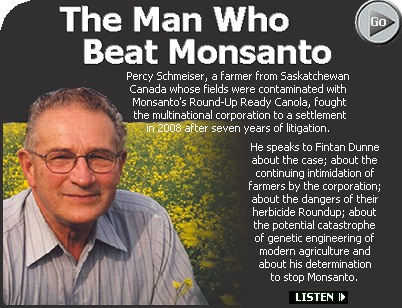 The Man Who
Beat Monsanto
Go
Percy Schmeiser, a farmer from Saskatchewan
Canada whose fields were contaminated with
Monsanto's Round-Up Ready Canola, fought
the multinational corporation to a settlement
in 2008 after seven years of litigation.
He speaks to Fintan Dunne
about the case; about the
continuing intimidation of
farmers by the corporation;
about the dangers of their
herbicide Roundup; about
the potential catastrophe
of genetic engineering of
modern agriculture and
about his determination
to stop Monsanto.
LISTEN